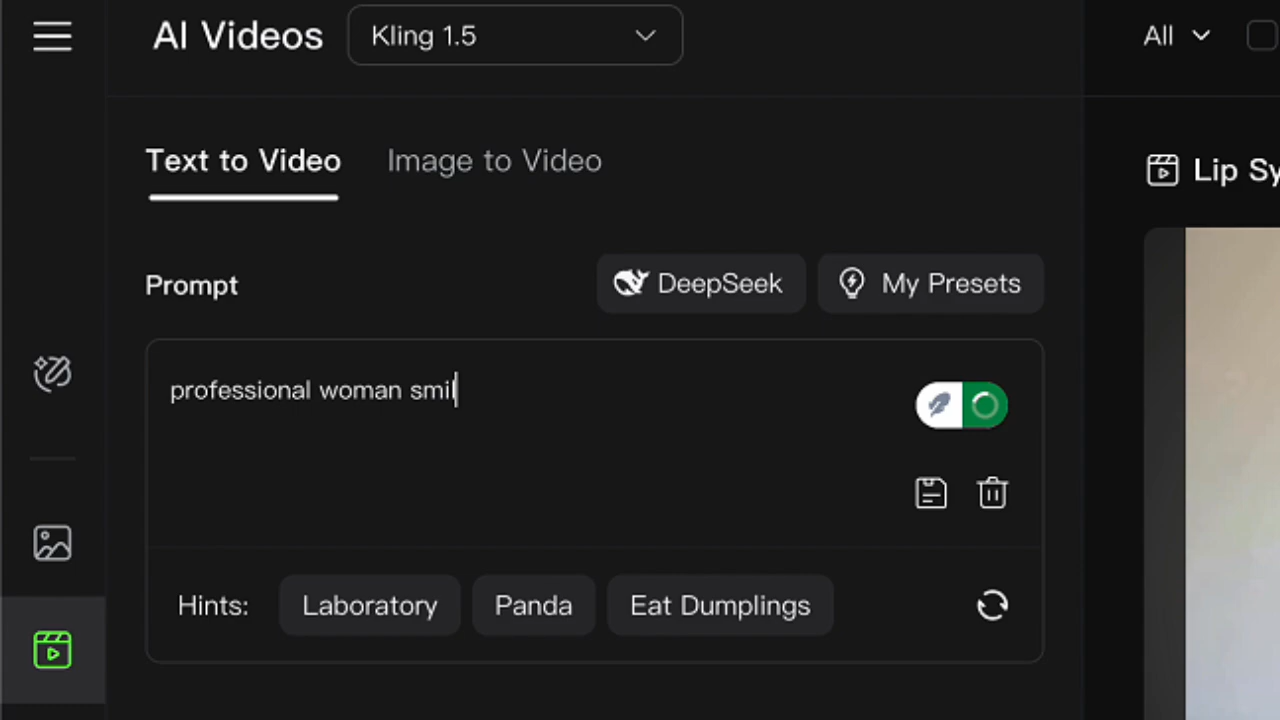 AI Videos
Kling 1.5
All
Text to Video
Image to Video
Lip Sy
Prompt
DeepSeek
My Presets
professional woman smil
Hints:
Laboratory
Panda
Eat Dumplings